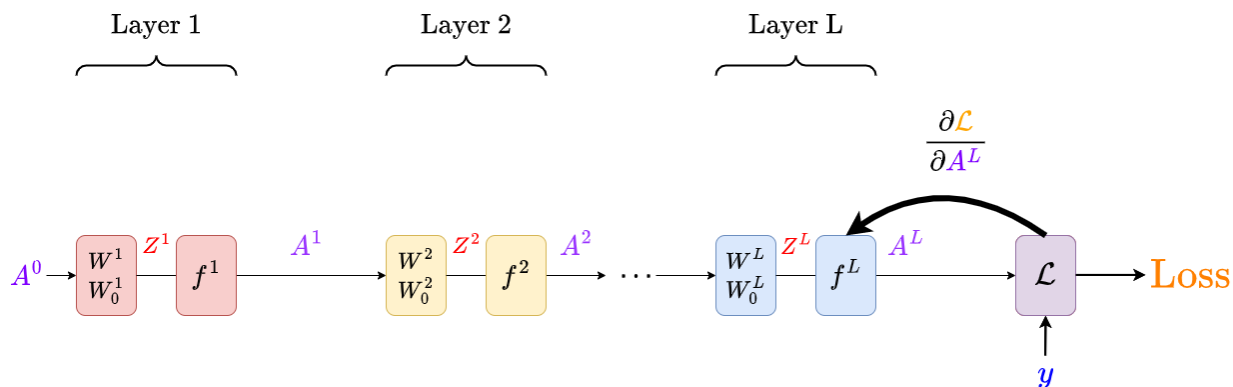 Layer 1
Layer 2
Layer L
∂ℒ
∂A^L
A^0
W^1
W_0^1
Z^1
f^1
A^1
W^2
W_0^2
Z^2
f^2
A^2
...
W^L
W_0^L
Z^L
f^L
A^L
ℒ
Loss
y